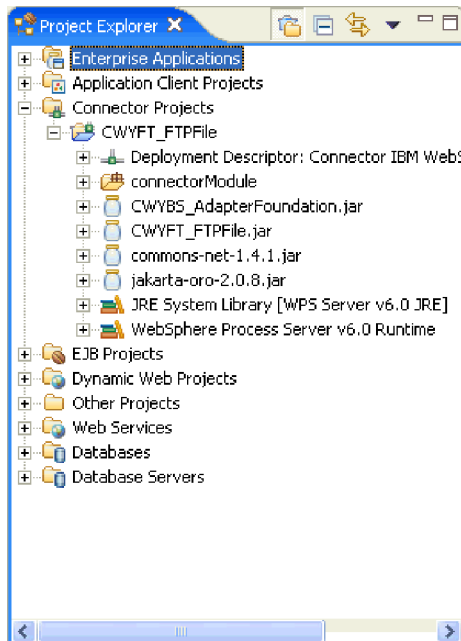 Project Explorer
Enterprise Applications
Application Client Projects
Connector Projects
CWYFT_FTPFile
Deployment Descriptor: Connector IBM WebS
connectorModule
CWYBS_AdapterFoundation.jar
CWYFT_FTPFile.jar
commons-net-1.4.1.jar
jakarta-oro-2.0.8.jar
JRE System Library [WPS Server v6.0 JRE]
WebSphere Process Server v6.0 Runtime
EJB Projects
Dynamic Web Projects
Other Projects
Web Services
Databases
Database Servers